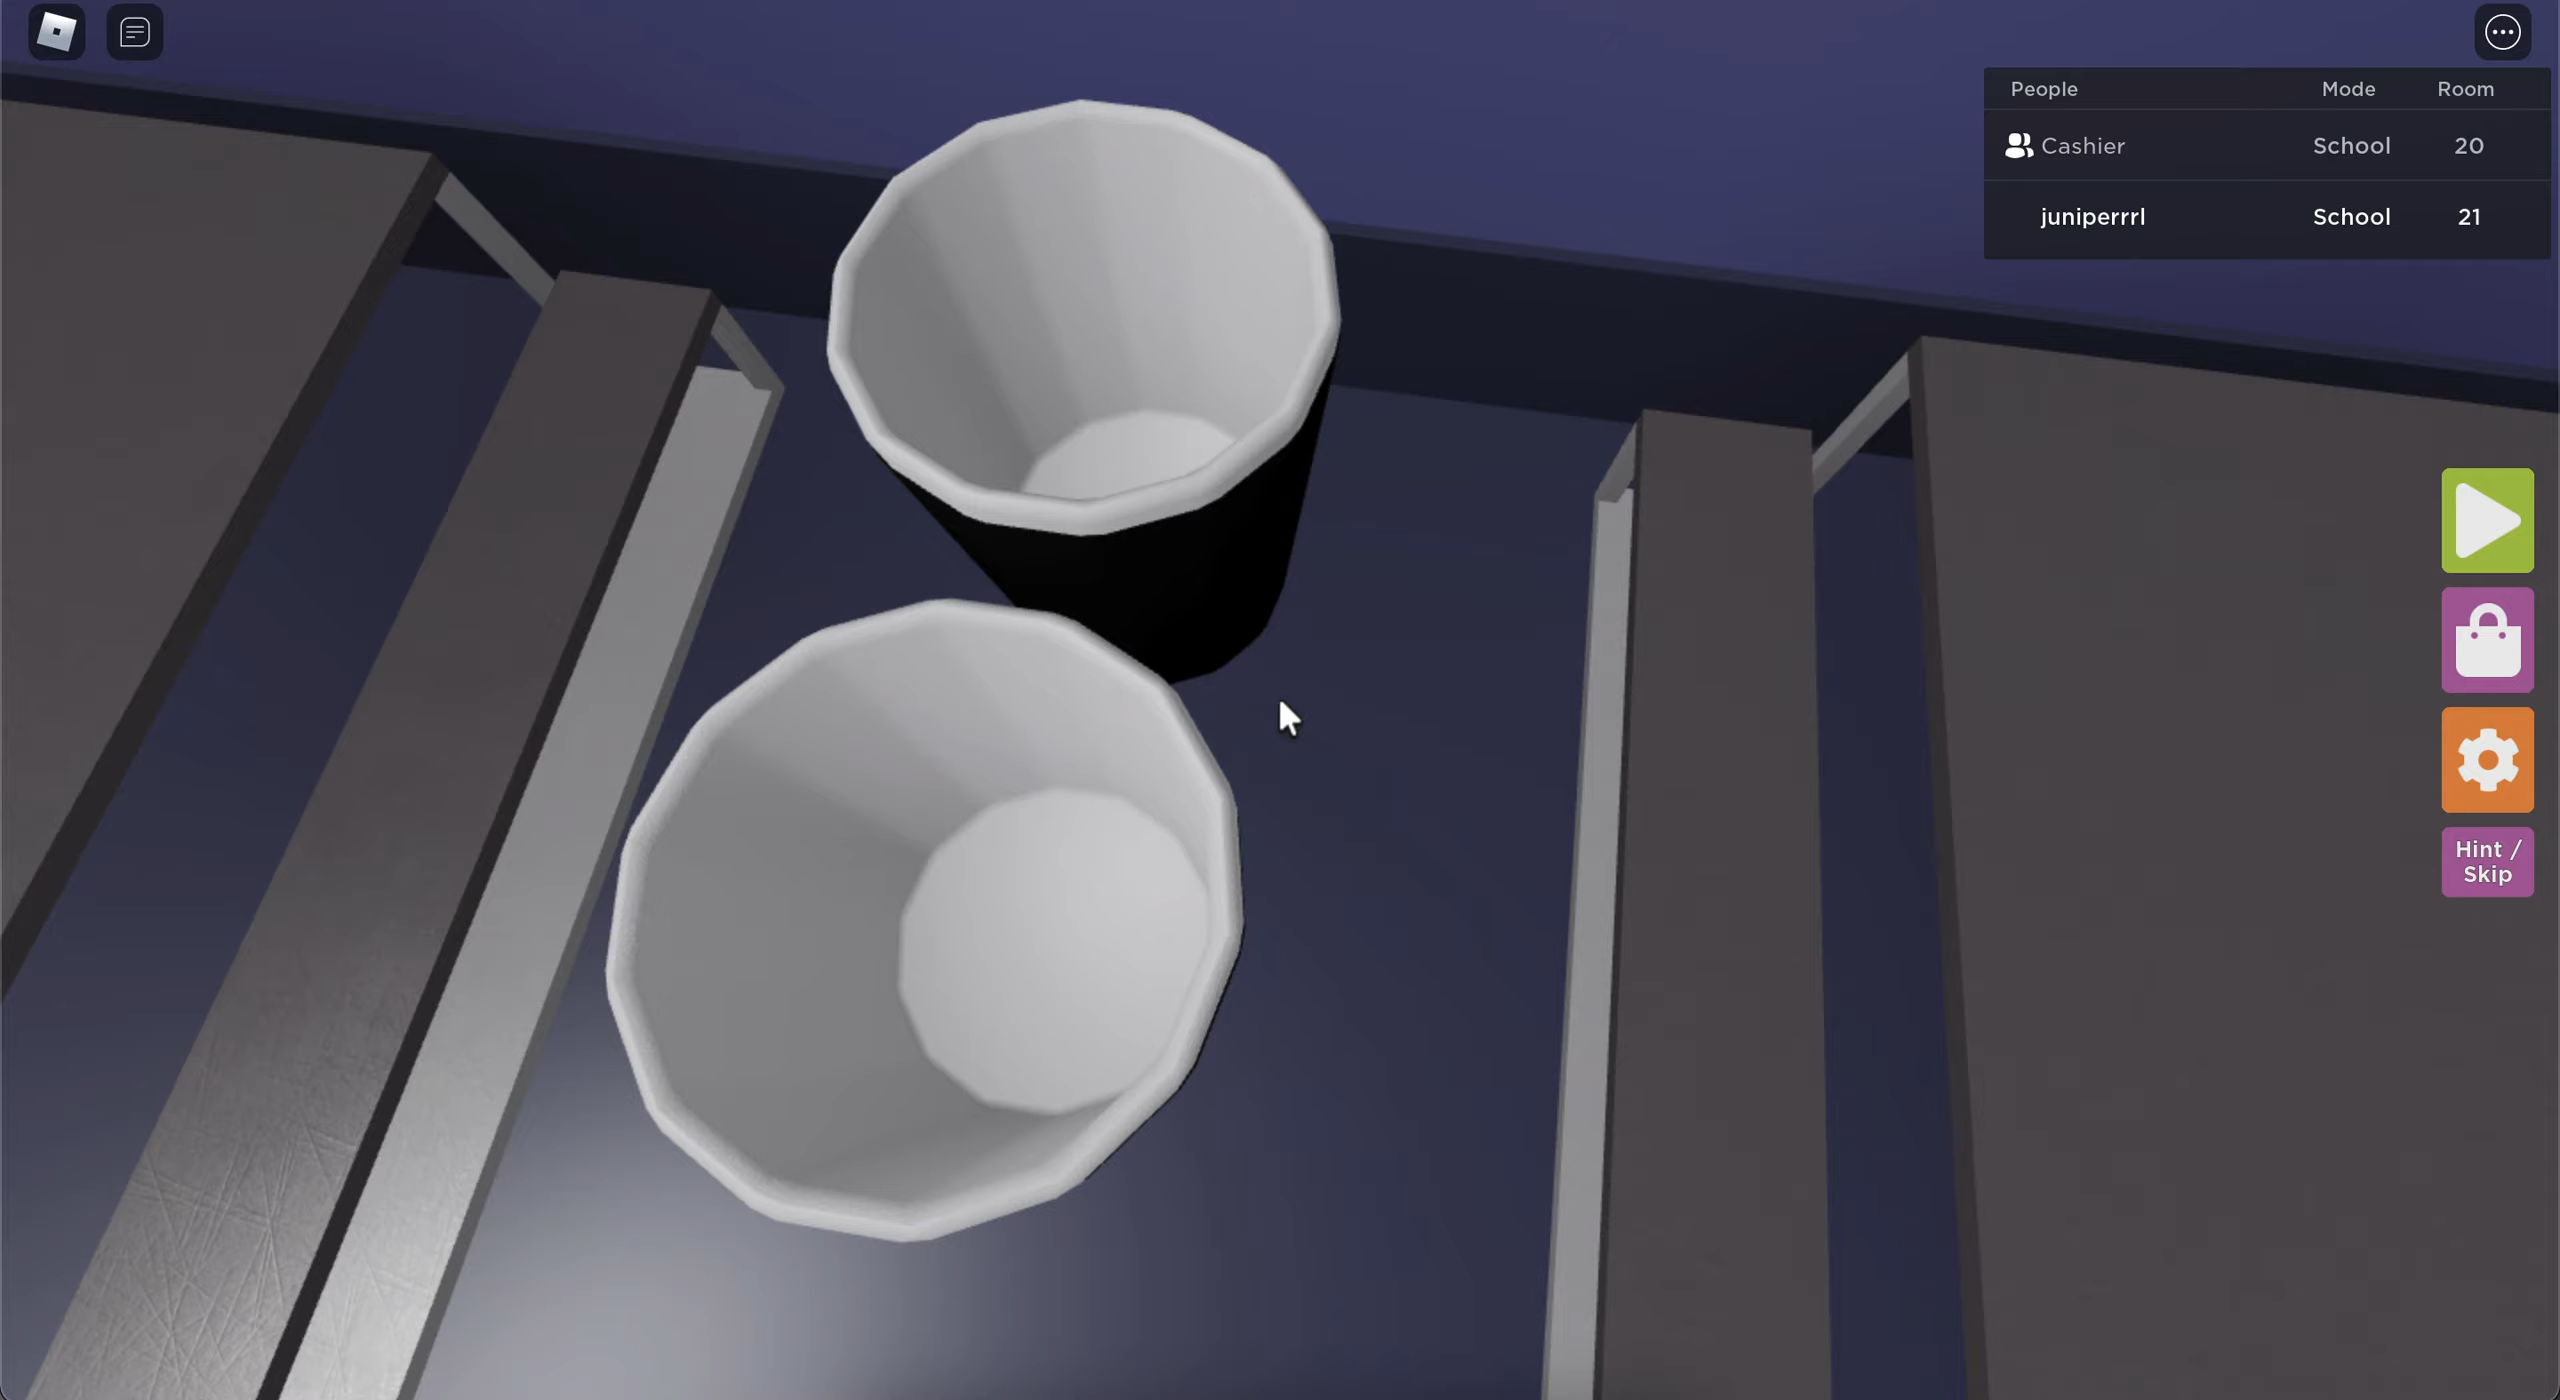 People Mode Room
Cashier School 20
juniperrrl School 21
Hint /
Skip